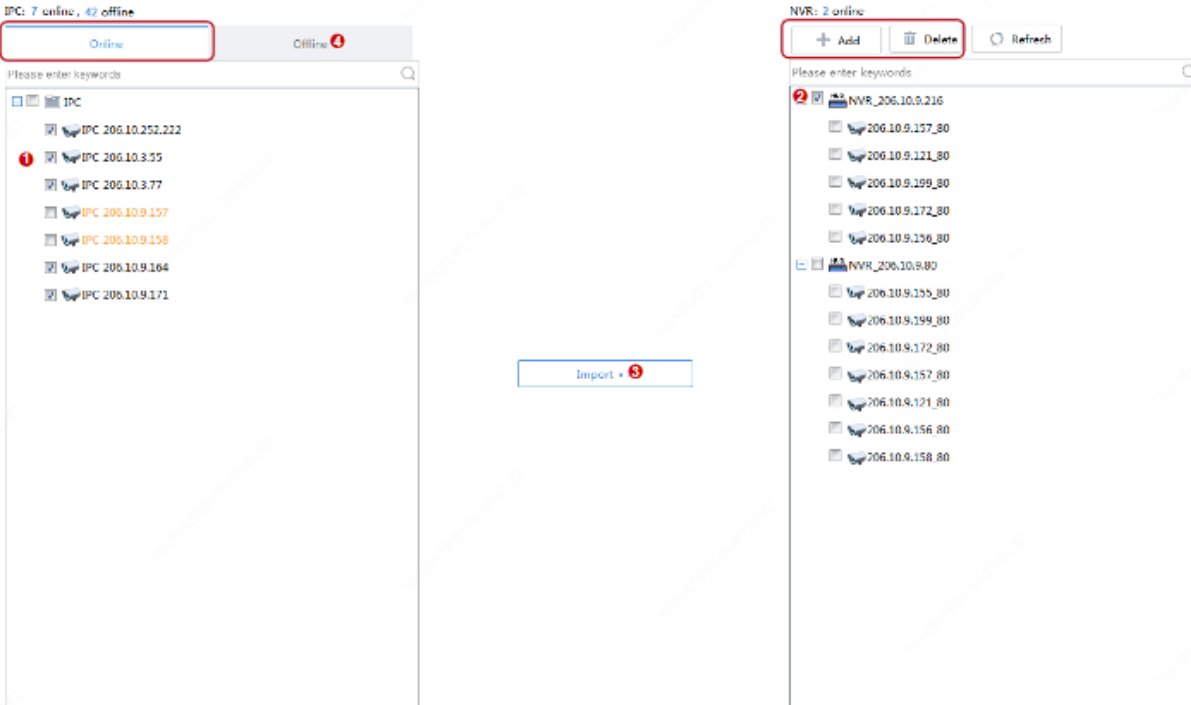 IPC: 7 online, 42 offline
Online
Offline 4
Please enter keywords
IPC
IPC 206.10.252.222
1 IPC 206.10.3.55
IPC 206.10.3.77
IPC 206.10.9.157
IPC 206.10.9.158
IPC 206.10.9.164
IPC 206.10.9.171
Import 3
NVR: 2 online
Add
Delete
Refresh
Please enter keywords
2 NVR_206.10.9.216
206.10.9.157_80
206.10.9.121_80
206.10.9.199_80
206.10.9.172_80
206.10.9.156_80
NVR_206.10.9.80
206.10.9.155_80
206.10.9.199_80
206.10.9.172_80
206.10.9.157_80
206.10.9.121_80
206.10.9.156_80
206.10.9.158_80